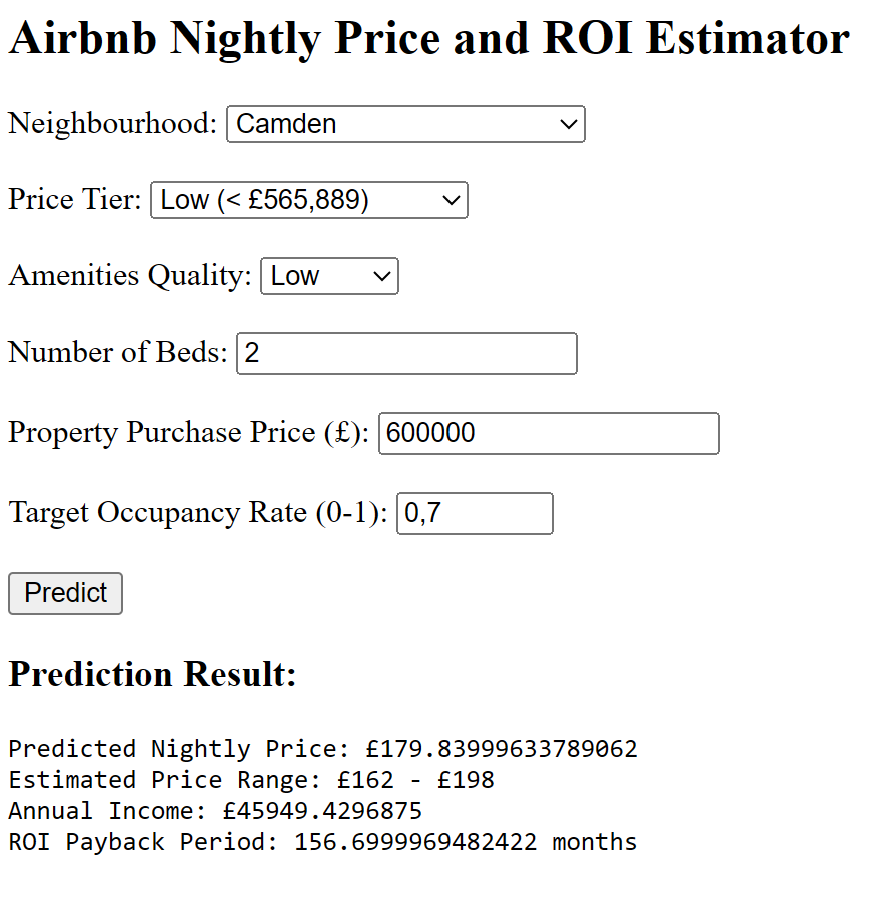 Airbnb Nightly Price and ROI Estimator
Neighbourhood: Camden
Price Tier: Low (< £565,889)
Amenities Quality: Low
Number of Beds: 2
Property Purchase Price (£): 600000
Target Occupancy Rate (0-1): 0,7
Predict
Prediction Result:
Predicted Nightly Price: £179.83999633789062
Estimated Price Range: £162 - £198
Annual Income: £45949.4296875
ROI Payback Period: 156.6999969482422 months